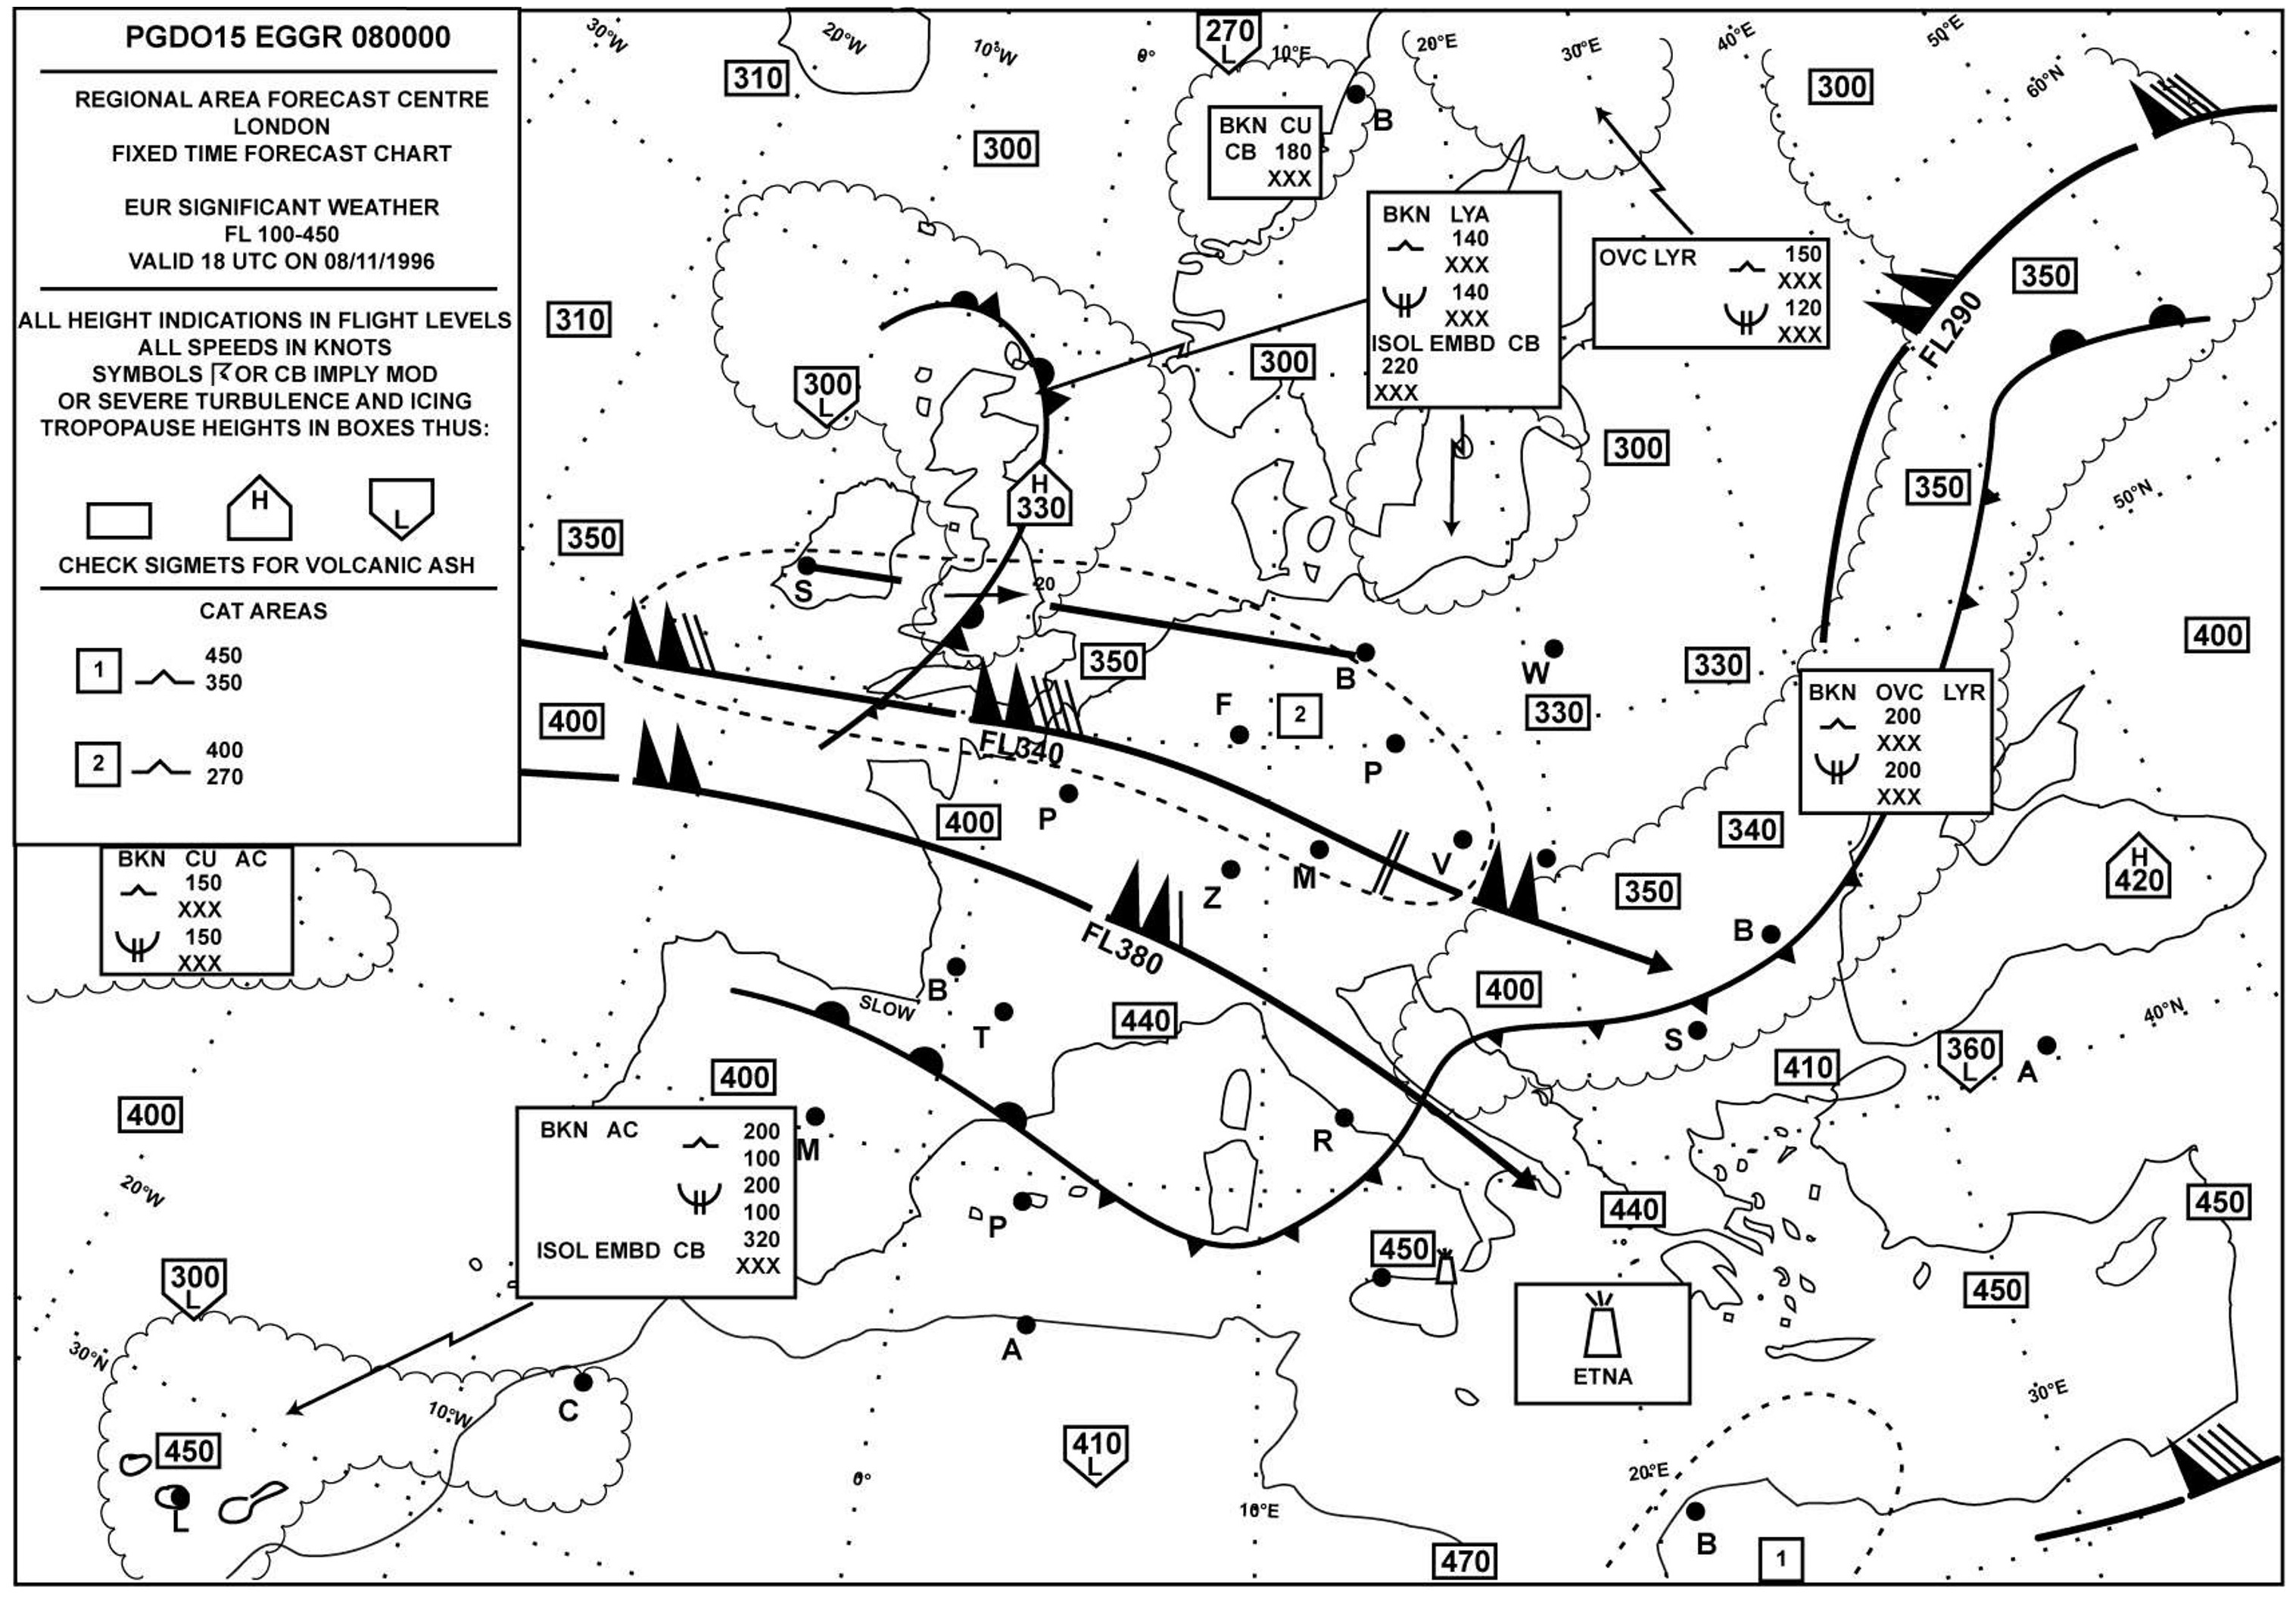 PGDO15 EGGR 080000
REGIONAL AREA FORECAST CENTRE
LONDON
FIXED TIME FORECAST CHART
EUR SIGNIFICANT WEATHER
FL 100-450
VALID 18 UTC ON 08/11/1996
ALL HEIGHT INDICATIONS IN FLIGHT LEVELS
ALL SPEEDS IN KNOTS
SYMBOLS OR CB IMPLY MOD
OR SEVERE TURBULENCE AND ICING
TROPOPAUSE HEIGHTS IN BOXES THUS:
H
L
CHECK SIGMETS FOR VOLCANIC ASH
CAT AREAS
1
450
350
2
400
270
BKN CU AC
150
XXX
150
XXX
30°W
20°W
10°W
0°
270
L
10°E
20°E
30°E
40°E
50°E
60°N
310
300
BKN CU
CB 180
XXX
B
300
BKN LYA
140
XXX
140
XXX
ISOL EMBD CB
220
XXX
OVC LYR
150
XXX
120
XXX
350
FL290
310
300
L
300
300
350
50°N
H
330
350
S
20
350
B
W
330
330
400
400
F
2
P
FL340
BKN OVC LYR
200
XXX
200
XXX
400
P
Z
M
V
340
350
H
420
FL380
B
B
SLOW
T
440
400
S
40°N
360
L
A
410
400
400
M
R
BKN AC
200
100
200
100
ISOL EMBD CB
320
XXX
20°W
P
440
450
450
450
300
L
ETNA
30°N
A
C
10°W
30°E
450
L
410
L
0°
10°E
20°E
470
B
1